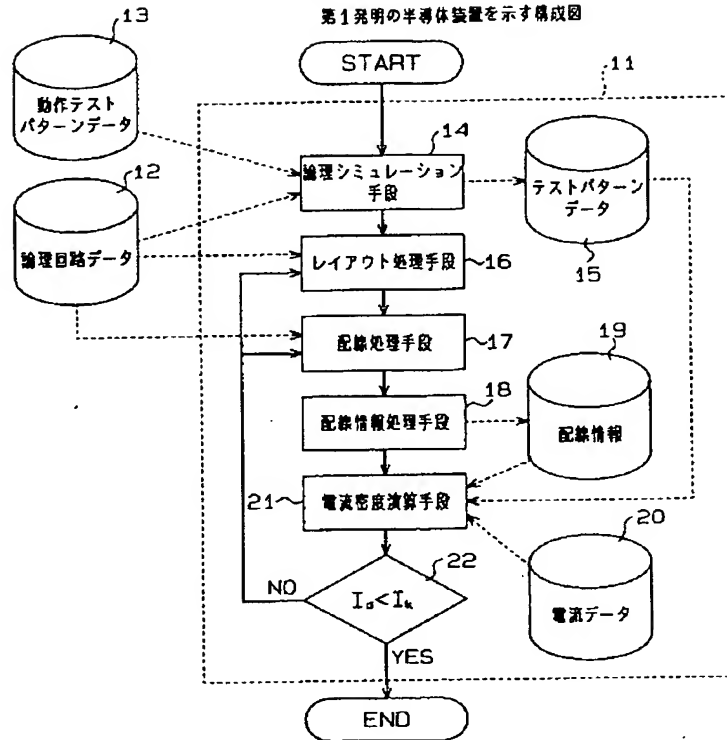 第1発明の半導体装置を示す構成図
13
START
11
動作テスト
パターンデータ
14
12
論理シミュレーション
手段
テストパターン
データ
論理回路データ
15
レイアウト処理手段
16
配線処理手段
17
19
18
配線情報処理手段
配線情報
21
電流密度演算手段
20
22
NO
Id<Ik
電流データ
YES
END